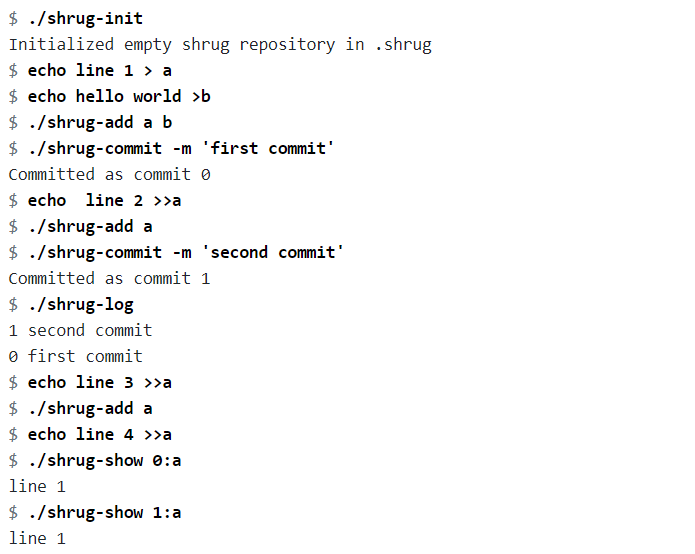 $ ./shrug-init
Initialized empty shrug repository in .shrug
$ echo line 1 > a
$ echo hello world >b
$ ./shrug-add a b
$ ./shrug-commit -m 'first commit'
Committed as commit 0
$ echo  line 2 >>a
$ ./shrug-add a
$ ./shrug-commit -m 'second commit'
Committed as commit 1
$ ./shrug-log
1 second commit
0 first commit
$ echo line 3 >>a
$ ./shrug-add a
$ echo line 4 >>a
$ ./shrug-show 0:a
line 1
$ ./shrug-show 1:a
line 1